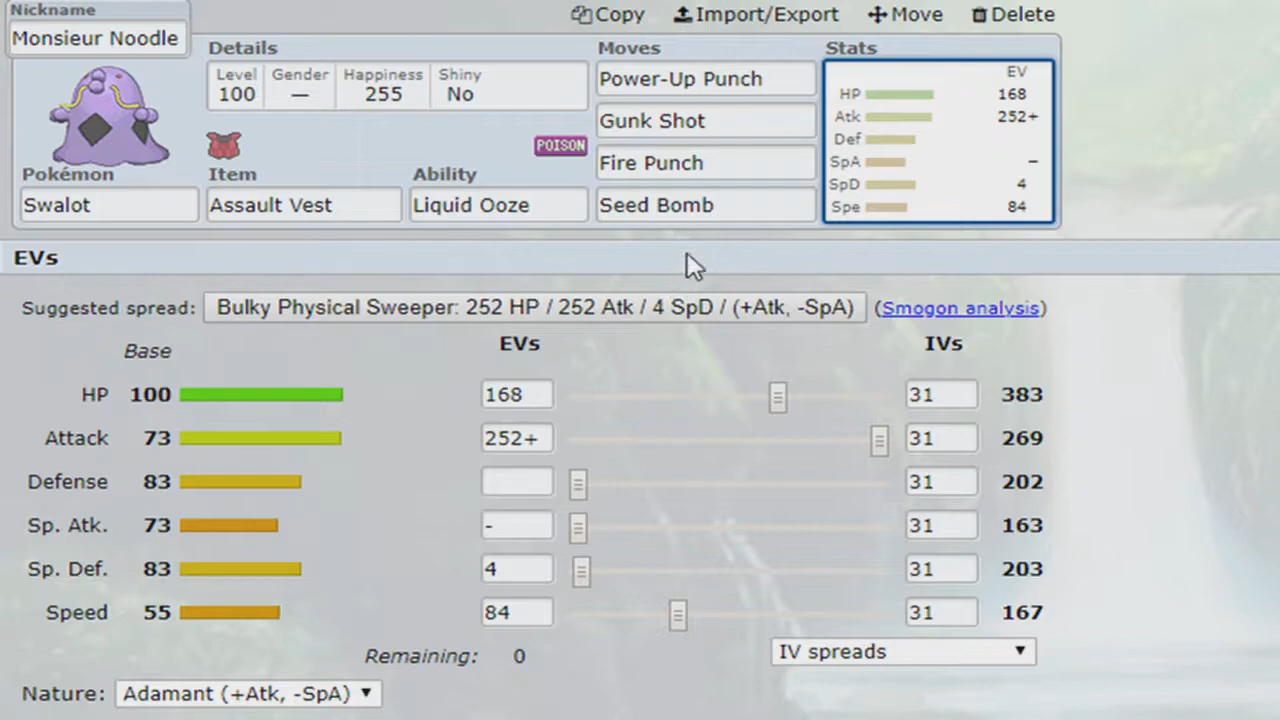 Nickname
Monsieur Noodle
Copy Import/Export Move Delete
Details
Level Gender Happiness Shiny
100 — 255 No
POISON
Pokémon Item Ability
Swalot Assault Vest Liquid Ooze
Moves
Power-Up Punch
Gunk Shot
Fire Punch
Seed Bomb
Stats
EV
HP 168
Atk 252+
Def
SpA –
SpD 4
Spe 84
EVs
Suggested spread: Bulky Physical Sweeper: 252 HP / 252 Atk / 4 SpD / (+Atk, -SpA) (Smogon analysis)
Base EVs IVs
HP 100 168 31 383
Attack 73 252+ 31 269
Defense 83 31 202
Sp. Atk. 73 - 31 163
Sp. Def. 83 4 31 203
Speed 55 84 31 167
Remaining: 0 IV spreads
Nature: Adamant (+Atk, -SpA)